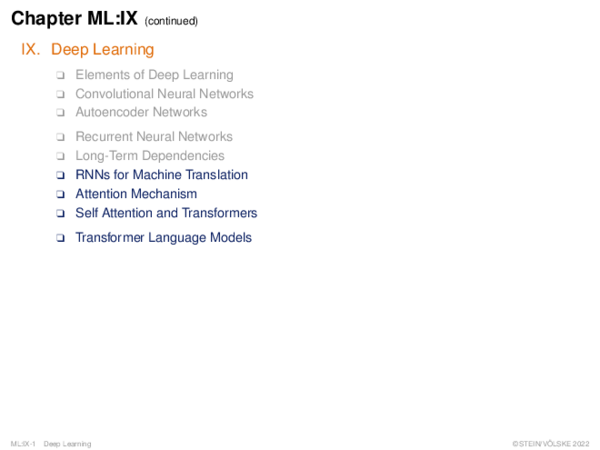 Chapter ML:IX (continued)
IX. Deep Learning
❑ Elements of Deep Learning
❑ Convolutional Neural Networks
❑ Autoencoder Networks
❑ Recurrent Neural Networks
❑ Long-Term Dependencies
❑ RNNs for Machine Translation
❑ Attention Mechanism
❑ Self Attention and Transformers
❑ Transformer Language Models
ML:IX-1 Deep Learning ©STEIN/VÖLSKE 2022